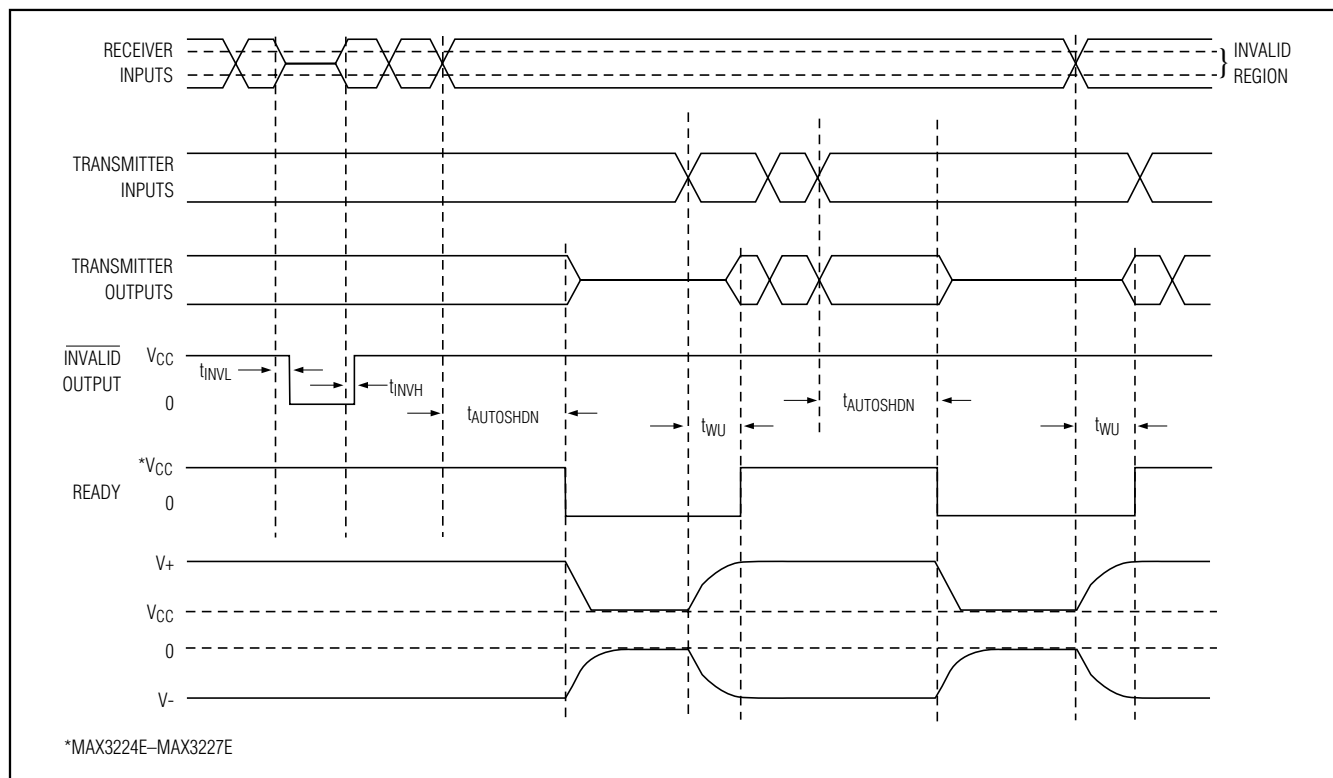 RECEIVER
INPUTS
INVALID
REGION
TRANSMITTER
INPUTS
TRANSMITTER
OUTPUTS
INVALID
OUTPUT
VCC
0
tINVL
tINVH
tAUTOSHDN
tWU
tAUTOSHDN
tWU
READY
*VCC
0
V+
VCC
0
V-
*MAX3224E–MAX3227E